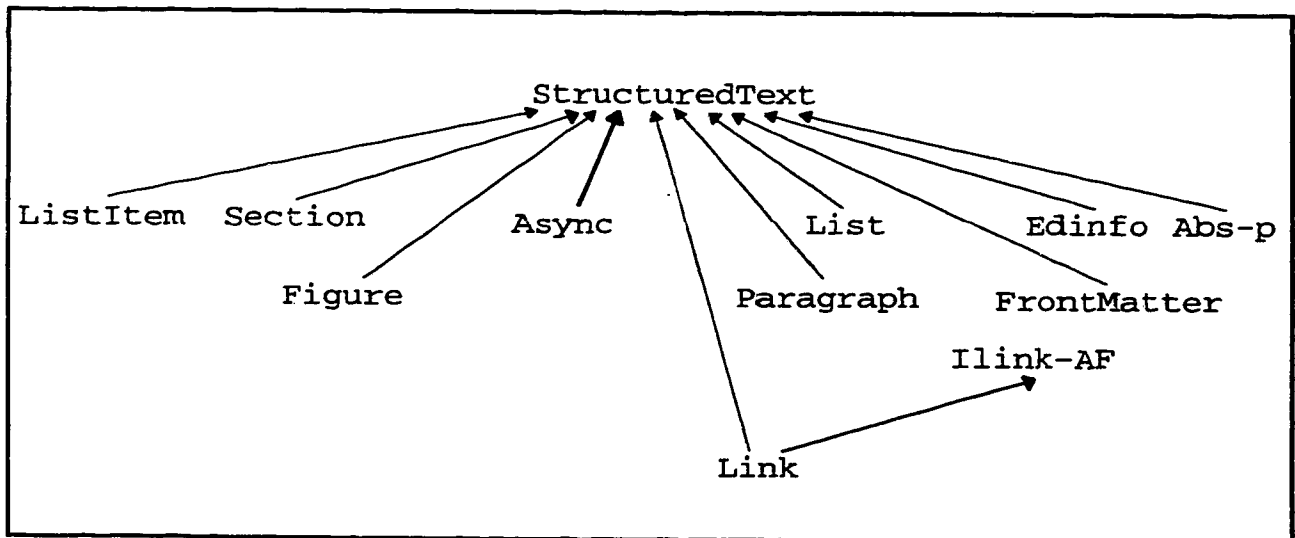 StructuredText
ListItem Section Async List Edinfo Abs-p
Figure Paragraph FrontMatter
Ilink-AF
Link